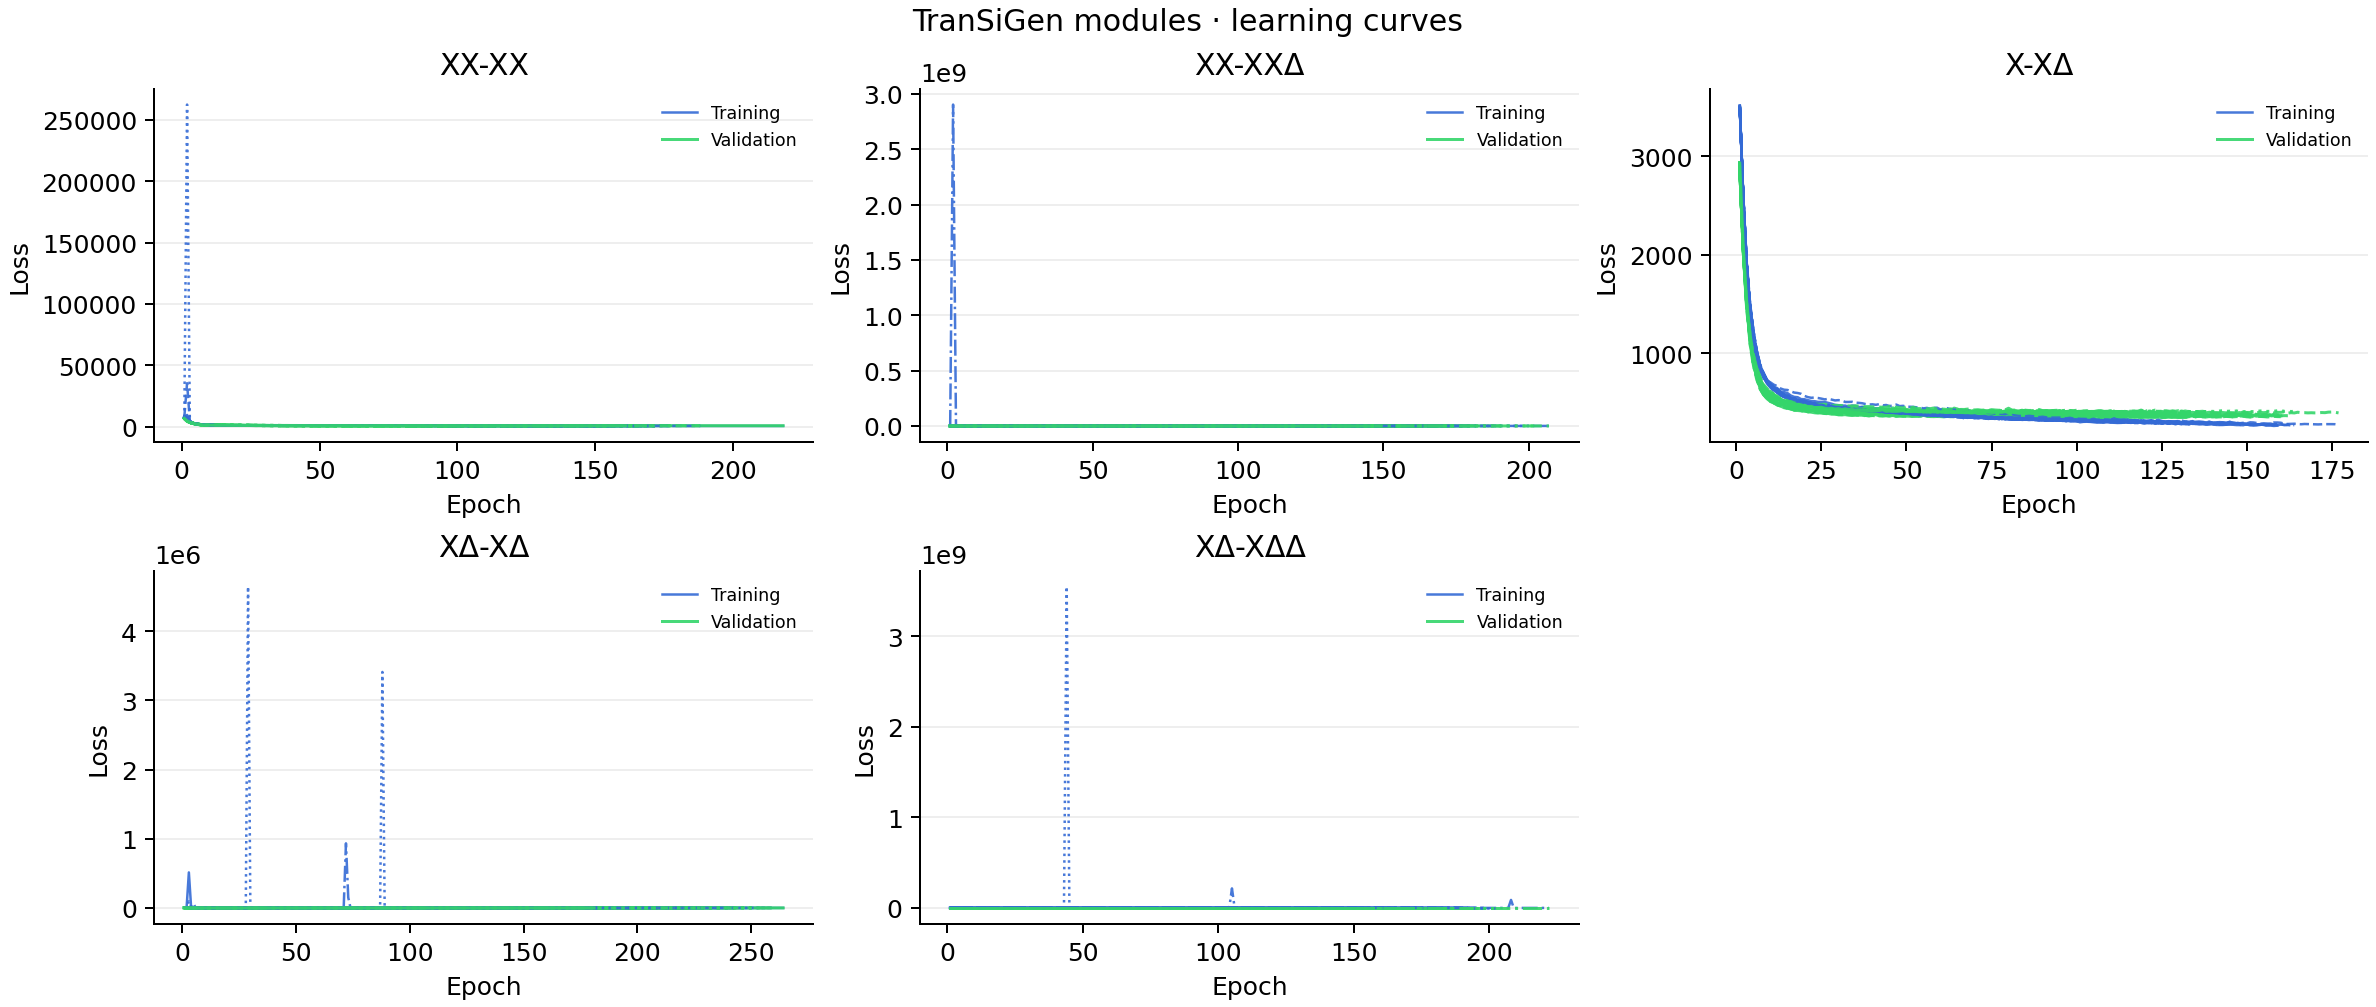 TranSiGen modules · learning curves
XX-XX
Loss
250000
200000
150000
100000
50000
0
Training
Validation
0 50 100 150 200
Epoch
XX-XXΔ
1e9
Loss
3.0
2.5
2.0
1.5
1.0
0.5
0.0
Training
Validation
0 50 100 150 200
Epoch
X-XΔ
Loss
3000
2000
1000
Training
Validation
0 25 50 75 100 125 150 175
Epoch
XΔ-XΔ
1e6
Loss
4
3
2
1
0
Training
Validation
0 50 100 150 200 250
Epoch
XΔ-XΔΔ
1e9
Loss
3
2
1
0
Training
Validation
0 50 100 150 200
Epoch